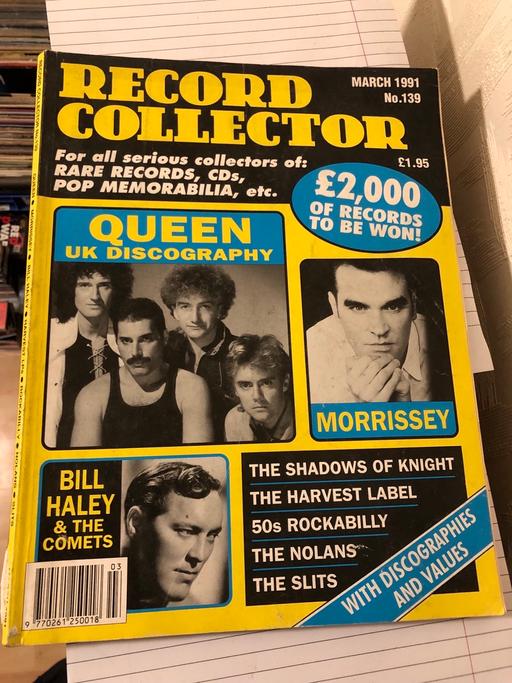 RECORD
COLLECTOR
MARCH 1991
No.139
£1.95
For all serious collectors of:
RARE RECORDS, CDs,
POP MEMORABILIA, etc.
£2,000
OF RECORDS
TO BE WON!
QUEEN
UK DISCOGRAPHY
MORRISSEY
BILL
HALEY
& THE
COMETS
THE SHADOWS OF KNIGHT
THE HARVEST LABEL
50s ROCKABILLY
THE NOLANS
THE SLITS
WITH DISCOGRAPHIES
AND VALUES
03
9 770261 250018